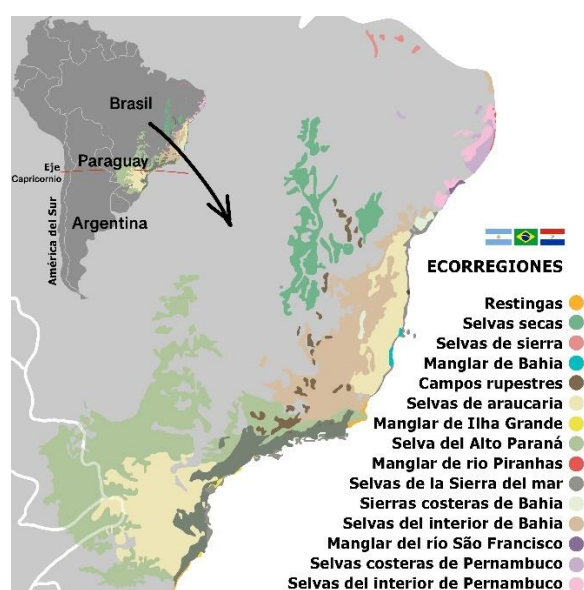 Brasil
Paraguay
Eje
Capricornio
Argentina
América del Sur
ECORREGIONES
Restingas
Selvas secas
Selvas de sierra
Manglar de Bahia
Campos rupestres
Selvas de araucaria
Manglar de Ilha Grande
Selva del Alto Paraná
Manglar de rio Piranhas
Selvas de la Sierra del mar
Sierras costeras de Bahia
Selvas del interior de Bahia
Manglar del río São Francisco
Selvas costeras de Pernambuco
Selvas del interior de Pernambuco